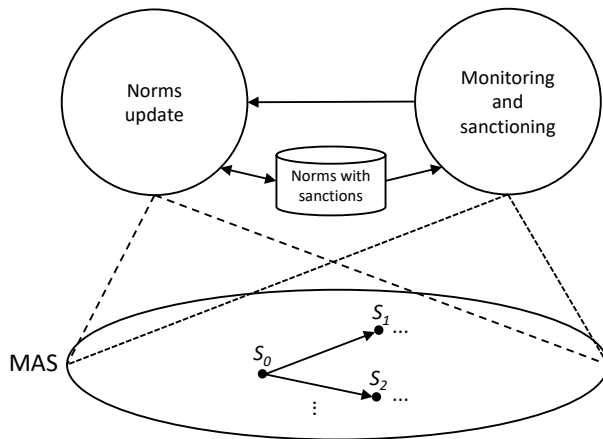 Norms
update
Monitoring
and
sanctioning
Norms with
sanctions
MAS
S1 ...
S0
S2 ...
...